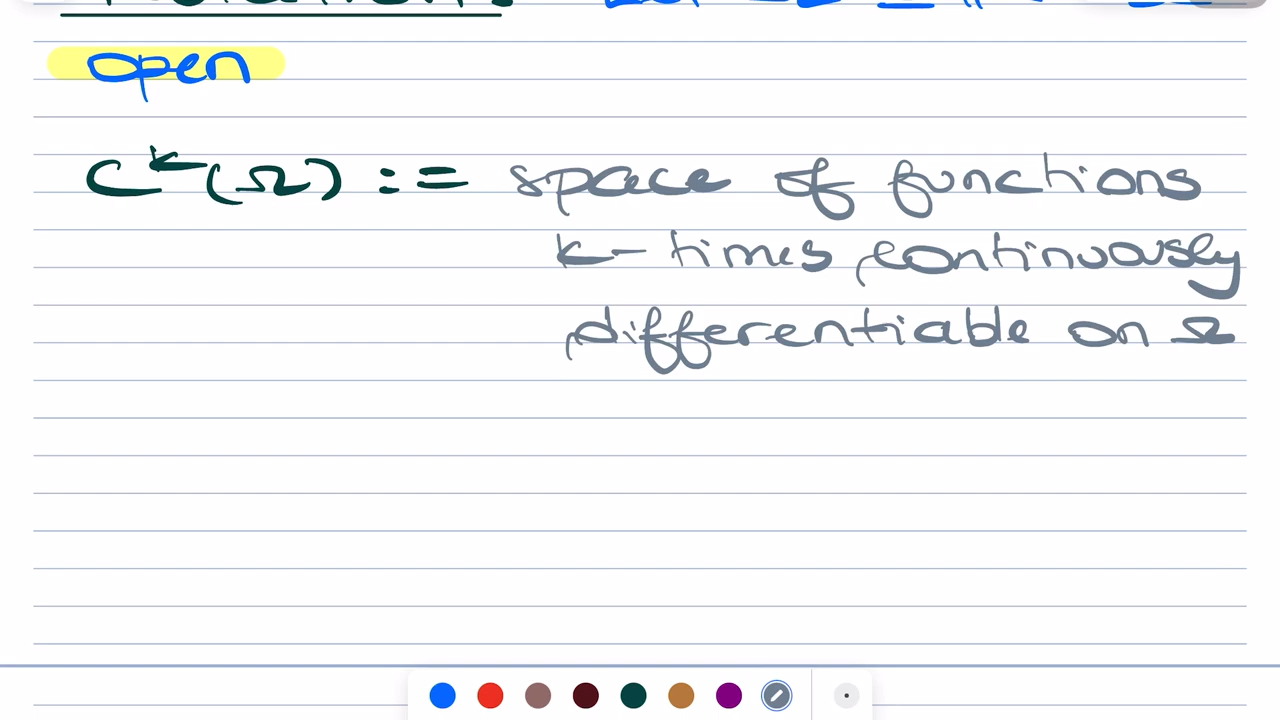 open
C^k(Ω) := space of functions
k-times continuously
differentiable on Ω